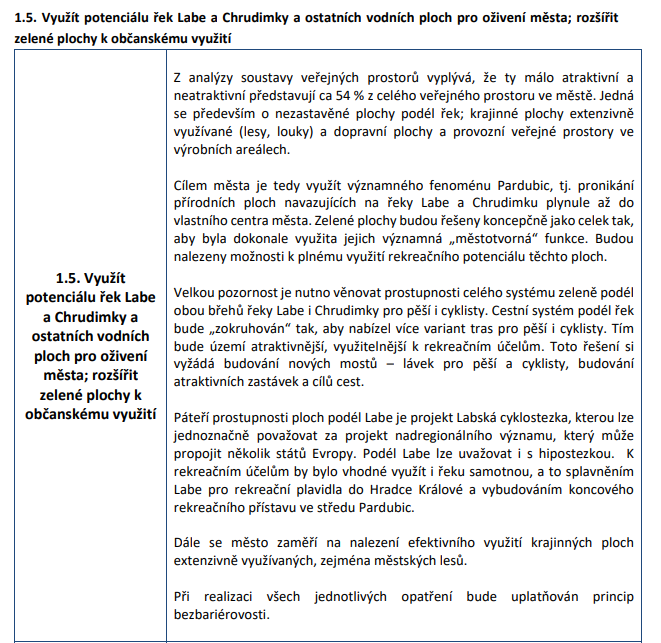 1.5. Využít potenciálu řek Labe a Chrudimky a ostatních vodních ploch pro oživení města; rozšířit
zelené plochy k občanskému využití
1.5. Využít
potenciálu řek Labe
a Chrudimky a
ostatních vodních
ploch pro oživení
města; rozšířit
zelené plochy k
občanskému využití
Z analýzy soustavy veřejných prostorů vyplývá, že ty málo atraktivní a
neatraktivní představují ca 54 % z celého veřejného prostoru ve městě. Jedná
se především o nezastavěné plochy podél řek; krajinné plochy extenzivně
využívané (lesy, louky) a dopravní plochy a provozní veřejné prostory ve
výrobních areálech.
Cílem města je tedy využít významného fenoménu Pardubic, tj. pronikání
přírodních ploch navazujících na řeky Labe a Chrudimku plynule až do
vlastního centra města. Zelené plochy budou řešeny koncepčně jako celek tak,
aby byla dokonale využita jejich významná „městotvorná“ funkce. Budou
nalezeny možnosti k plnému využití rekreačního potenciálu těchto ploch.
Velkou pozornost je nutno věnovat prostupnosti celého systému zeleně podél
obou břehů řeky Labe i Chrudimky pro pěší i cyklisty. Cestní systém podél řek
bude „zokruhován“ tak, aby nabízel více variant tras pro pěší i cyklisty. Tím
bude území atraktivnější, využitelnější k rekreačním účelům. Toto řešení si
vyžádá budování nových mostů – lávek pro pěší a cyklisty, budování
atraktivních zastávek a cílů cest.
Páteří prostupnosti ploch podél Labe je projekt Labská cyklostezka, kterou lze
jednoznačně považovat za projekt nadregionálního významu, který může
propojit několik států Evropy. Podél Labe lze uvažovat i s hipostezkou. K
rekreačním účelům by bylo vhodné využít i řeku samotnou, a to splavněním
Labe pro rekreační plavidla do Hradce Králové a vybudováním koncového
rekreačního přístavu ve středu Pardubic.
Dále se město zaměří na nalezení efektivního využití krajinných ploch
extenzivně využívaných, zejména městských lesů.
Při realizaci všech jednotlivých opatření bude uplatňován princip
bezbariérovosti.